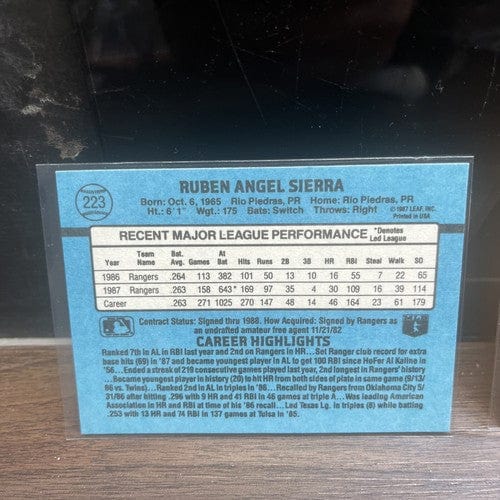 223
RUBEN ANGEL SIERRA
Born: Oct. 6, 1965 Rio Piedras, PR Home: Rio Piedras, PR
Ht.: 6'1" Wgt.: 175 Bats: Switch Throws: Right
©1987 LEAF, INC.
Printed in USA
RECENT MAJOR LEAGUE PERFORMANCE *Denotes Led League
Year Team Name Bat. Avg. Games At Bat Hits Runs 2B 3B HR RBI Steal Walk SO
1986 Rangers .264 113 382 101 50 13 10 16 55 7 22 65
1987 Rangers .263 158 643* 169 97 35 4 30 109 16 39 114
Career .263 271 1025 270 147 48 14 46 164 23 61 179
Contract Status: Signed thru 1988. How Acquired: Signed by Rangers as
an undrafted amateur free agent 11/21/82
CAREER HIGHLIGHTS
Ranked 7th in AL in RBI last year and 2nd on Rangers in HR...Set Ranger club record for extra
base hits (69) in '87 and became youngest player in AL to get 100 RBI since HoFer Al Kaline in
'56...Ended a streak of 219 consecutive games played last year, 2nd longest in Rangers' history
...Became youngest player in history (20) to hit HR from both sides of plate in same game (9/13/
86 vs. Twins)...Ranked 2nd in AL in triples in '86...Recalled by Rangers from Oklahoma City 5/
31/86 after hitting .296 with 9 HR and 41 RBI in 46 games at triple A...Was leading American
Association in HR and RBI at time of his '86 recall...Led Texas Lg. in triples (8) while batting
.253 with 13 HR and 74 RBI in 137 games at Tulsa in '85.